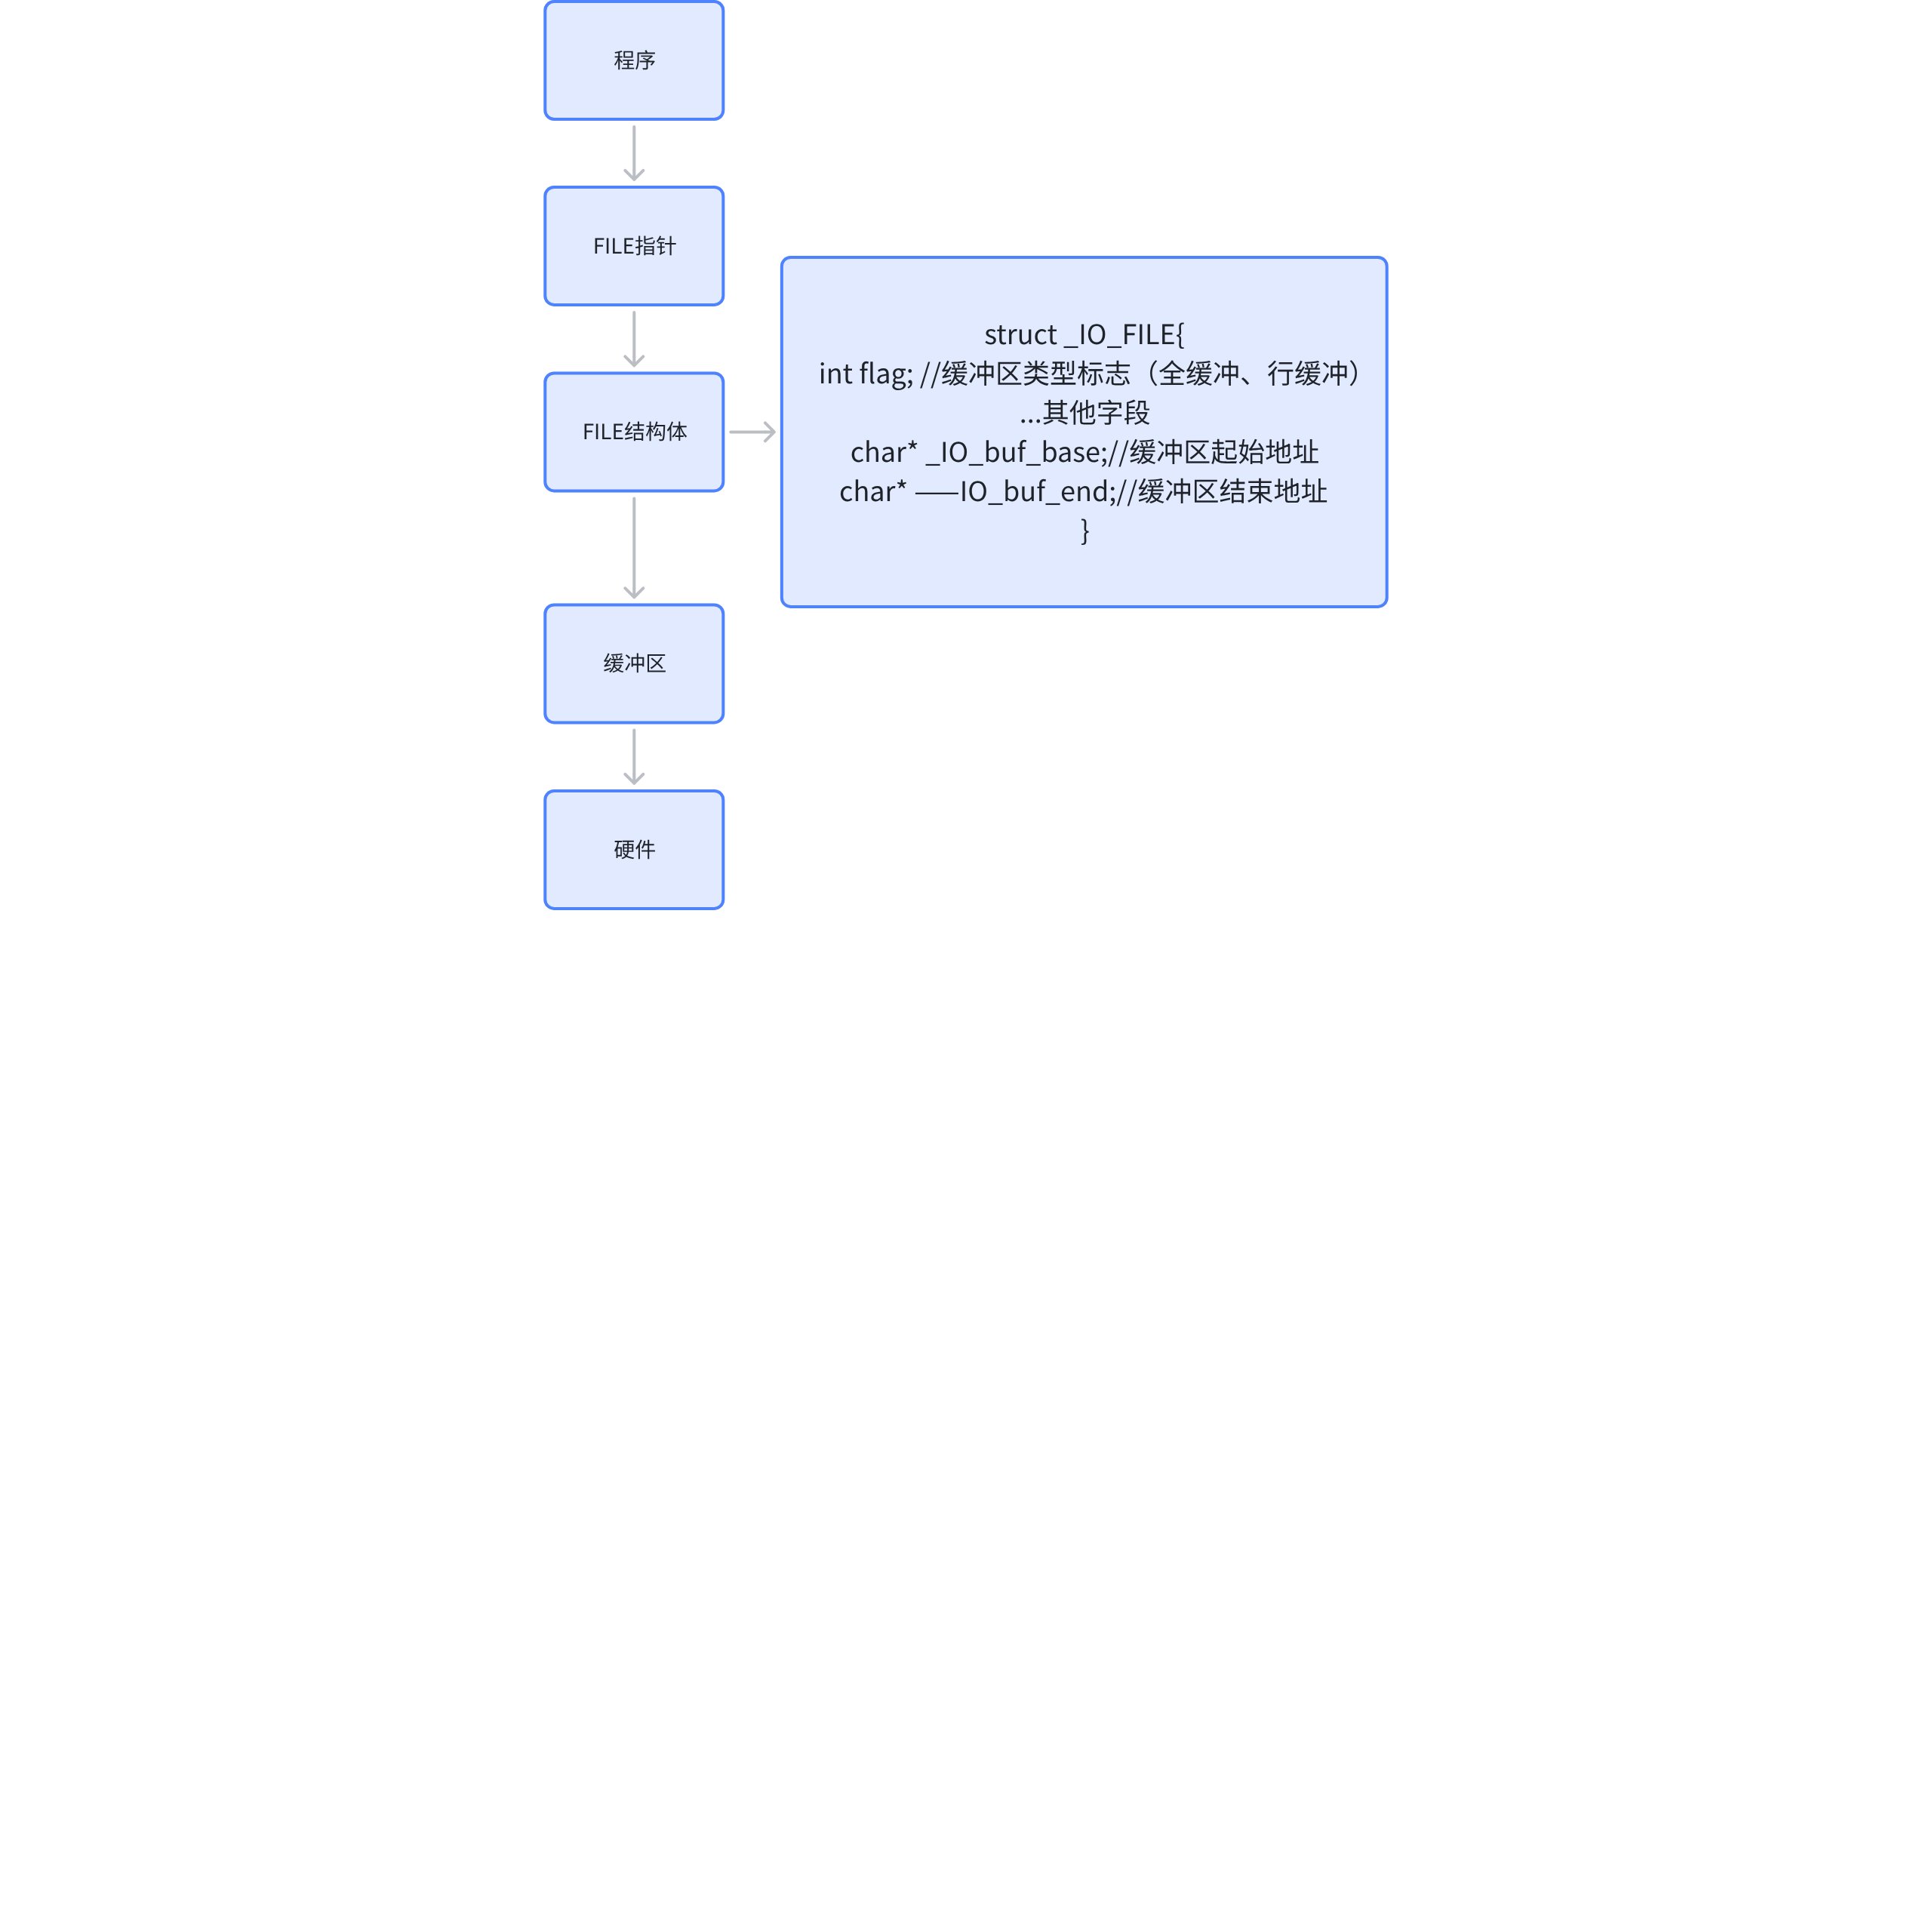 程序
FILE指针
FILE结构体
struct _IO_FILE{
int flag; //缓冲区类型标志（全缓冲、行缓冲）
...其他字段
char* _IO_buf_base;//缓冲区起始地址
char* ——IO_buf_end;//缓冲区结束地址
}
缓冲区
硬件